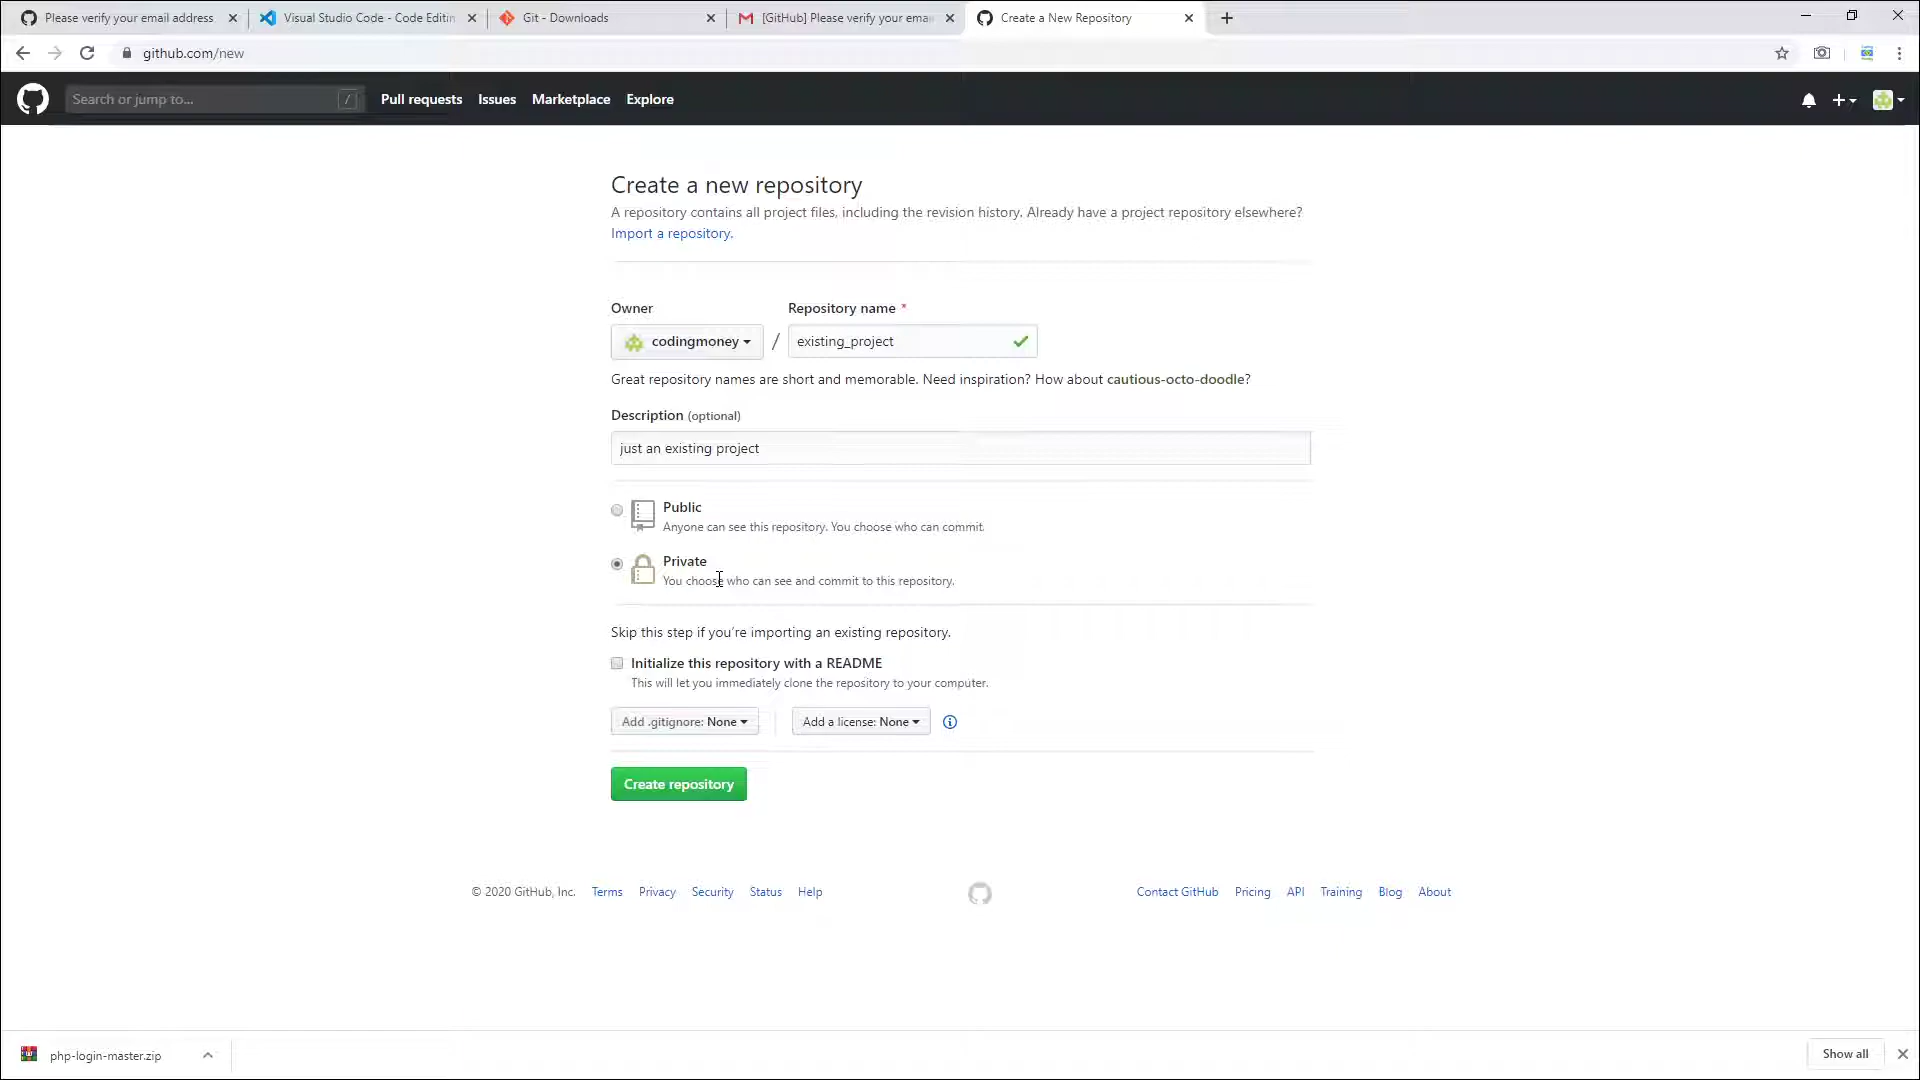 Please verify your email address
Visual Studio Code - Code Editin
Git - Downloads
[GitHub] Please verify your emai
Create a New Repository
github.com/new
Search or jump to...
/
Pull requests
Issues
Marketplace
Explore
Create a new repository
A repository contains all project files, including the revision history. Already have a project repository elsewhere?
Import a repository.
Owner
Repository name *
codingmoney
/
existing_project
Great repository names are short and memorable. Need inspiration? How about cautious-octo-doodle?
Description (optional)
just an existing project
Public
Anyone can see this repository. You choose who can commit.
Private
You choose who can see and commit to this repository.
Skip this step if you're importing an existing repository.
Initialize this repository with a README
This will let you immediately clone the repository to your computer.
Add .gitignore: None
Add a license: None
Create repository
© 2020 GitHub, Inc.
Terms
Privacy
Security
Status
Help
Contact GitHub
Pricing
API
Training
Blog
About
php-login-master.zip
Show all